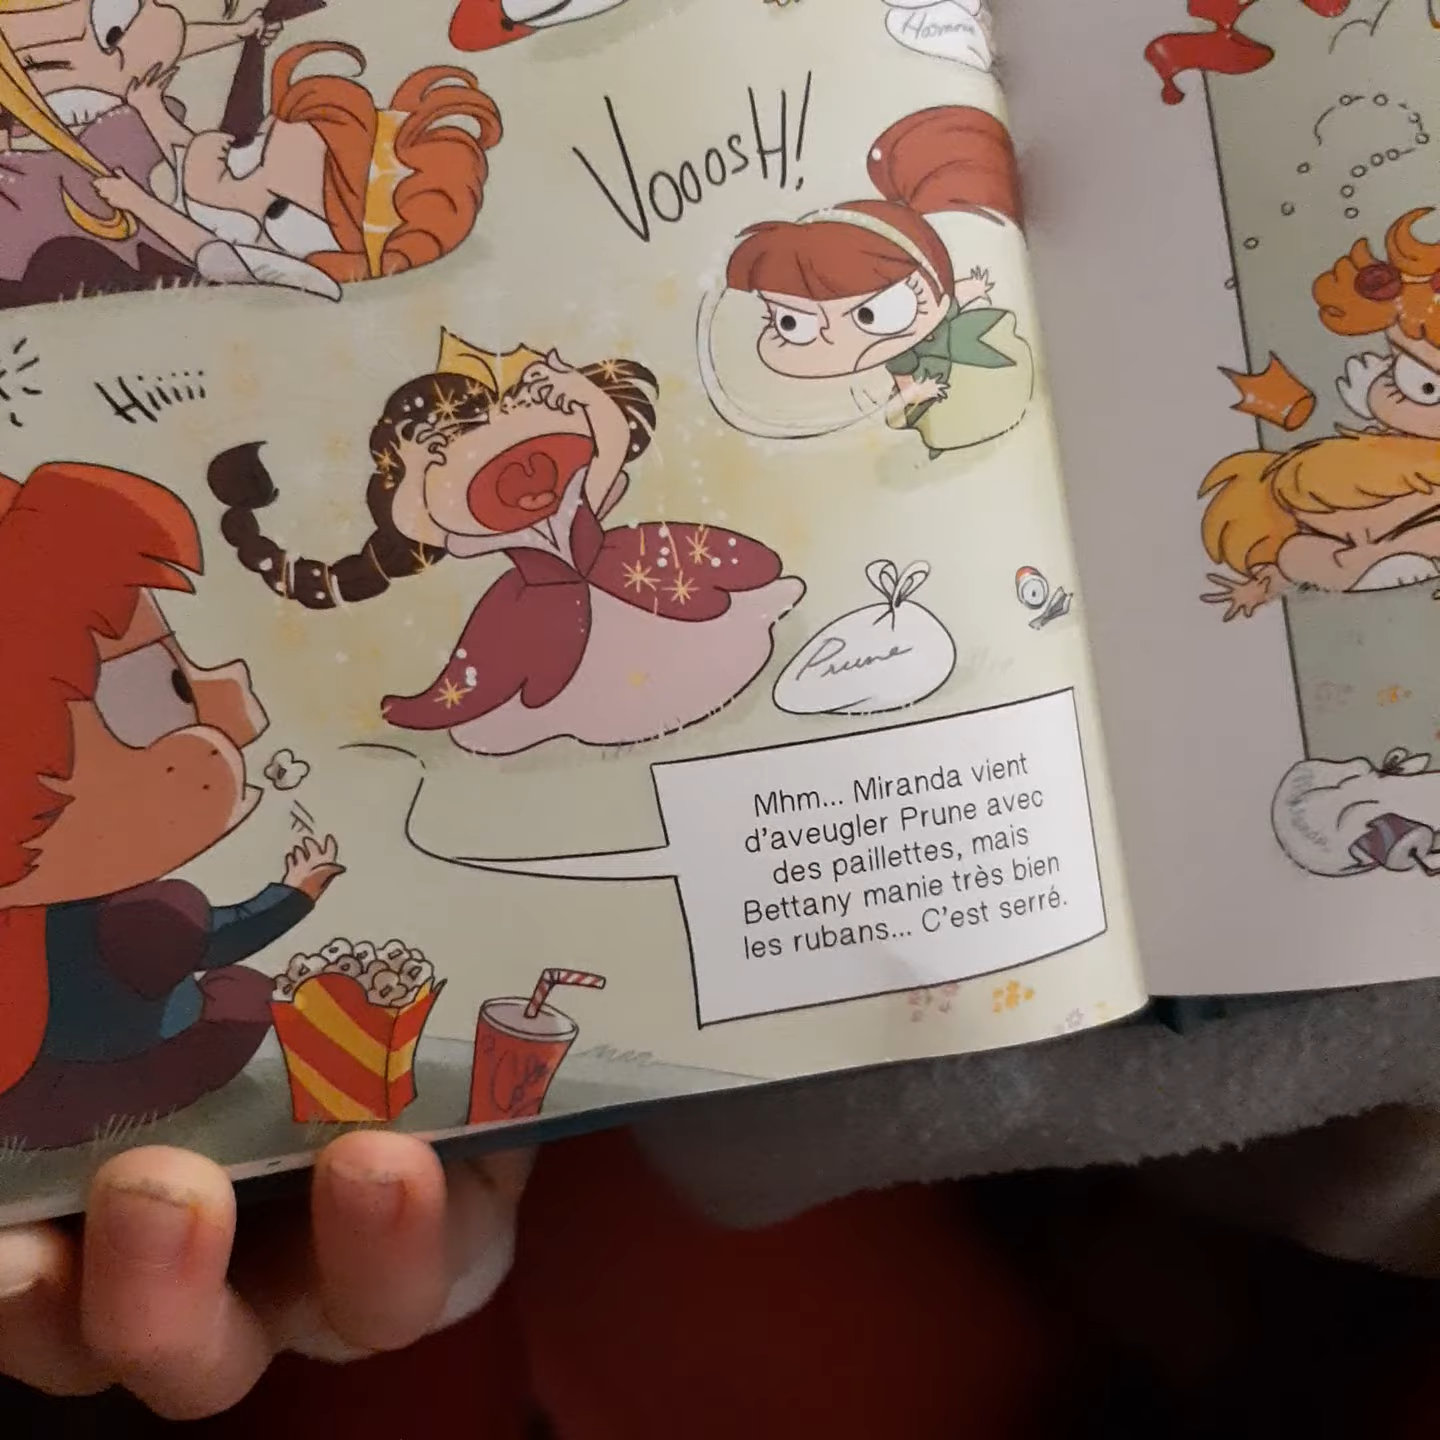 VoooSH!
Hiiiii
Prune
Mhm... Miranda vient
d'aveugler Prune avec
des paillettes, mais
Bettany manie très bien
les rubans... C'est serré.